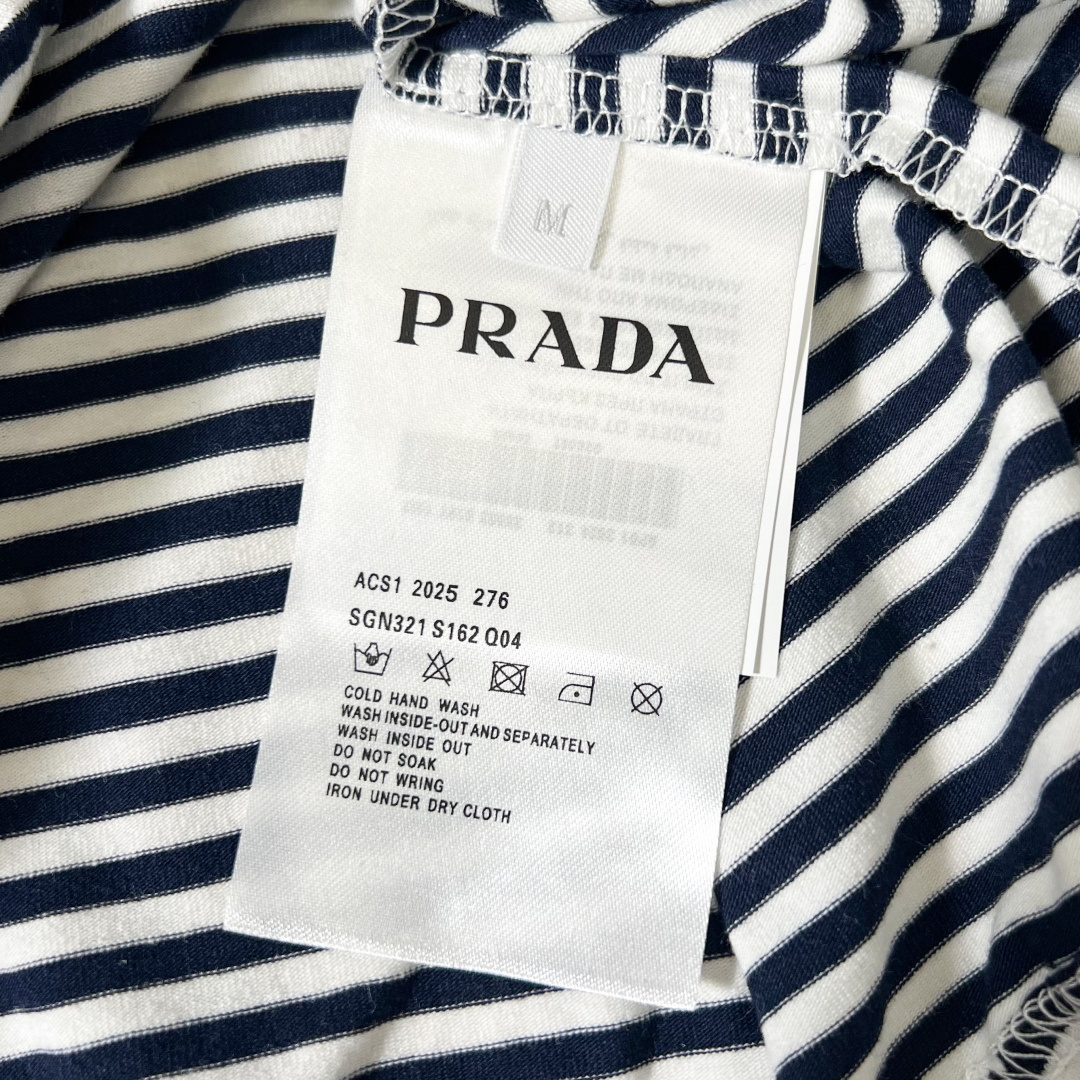 M
PRADA
ACS1 2025 276
SGN321 S162 Q04
COLD HAND WASH
WASH INSIDE-OUT AND SEPARATELY
WASH INSIDE OUT
DO NOT SOAK
DO NOT WRING
IRON UNDER DRY CLOTH